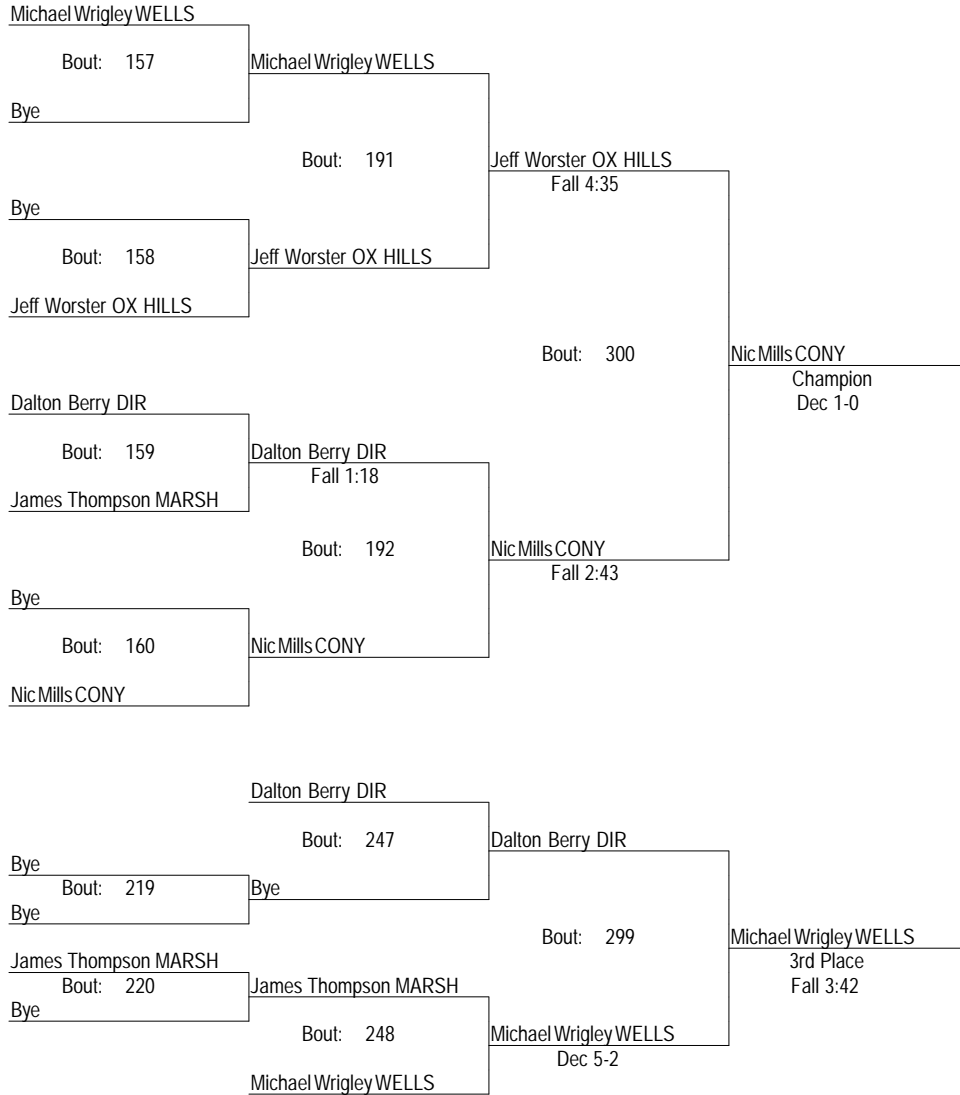 Michael Wrigley WELLS
Bout: 157 Michael Wrigley WELLS
Bye
Bout: 191 Jeff Worster OX HILLS
Fall 4:35
Bye
Bout: 158 Jeff Worster OX HILLS
Jeff Worster OX HILLS
Bout: 300 Nic Mills CONY
Champion
Dalton Berry DIR Dec 1-0
Bout: 159 Dalton Berry DIR
Fall 1:18
James Thompson MARSH
Bout: 192 Nic Mills CONY
Fall 2:43
Bye
Bout: 160 Nic Mills CONY
Nic Mills CONY
Dalton Berry DIR
Bout: 247 Dalton Berry DIR
Bye
Bout: 219 Bye
Bye
Bout: 299 Michael Wrigley WELLS
James Thompson MARSH 3rd Place
Bout: 220 James Thompson MARSH Fall 3:42
Bye
Bout: 248 Michael Wrigley WELLS
Dec 5-2
Michael Wrigley WELLS